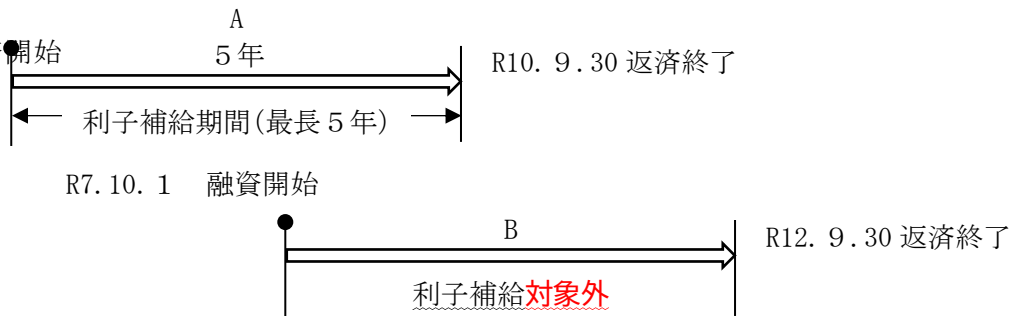 A
開始
５年
R10.９.30 返済終了
利子補給期間(最長５年)
R7.10.１ 融資開始
B
R12.９.30 返済終了
利子補給対象外